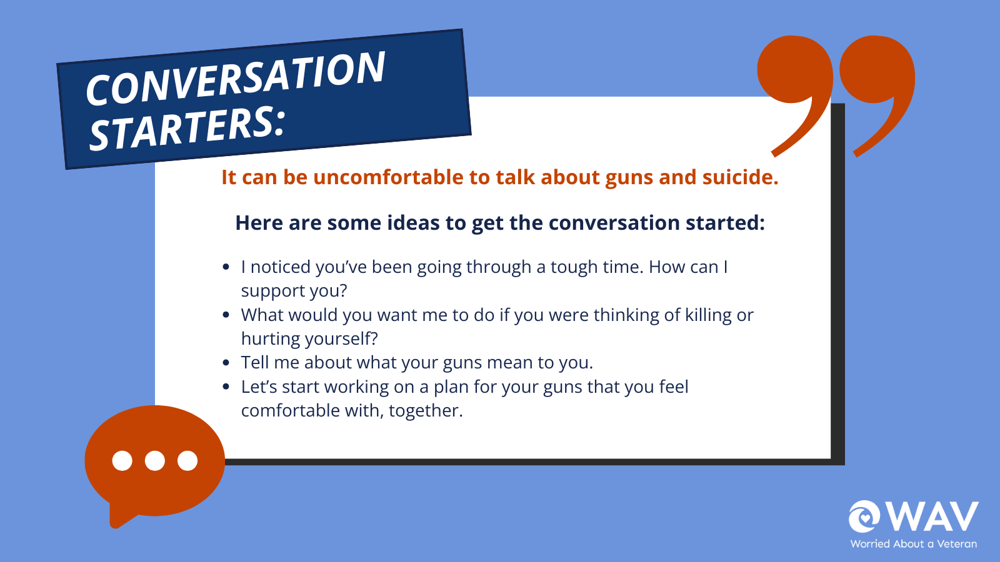 CONVERSATION
STARTERS:
It can be uncomfortable to talk about guns and suicide.
Here are some ideas to get the conversation started:
• I noticed you’ve been going through a tough time. How can I
support you?
• What would you want me to do if you were thinking of killing or
hurting yourself?
• Tell me about what your guns mean to you.
• Let’s start working on a plan for your guns that you feel
comfortable with, together.
WAV
Worried About a Veteran